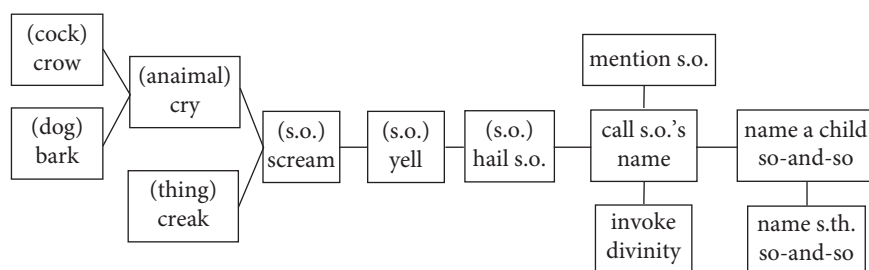 (cock)
crow
(anaimal)
cry
(dog)
bark
(thing)
creak
(s.o.)
scream
(s.o.)
yell
(s.o.)
hail s.o.
mention s.o.
call s.o.'s
name
invoke
divinity
name a child
so-and-so
name s.th.
so-and-so